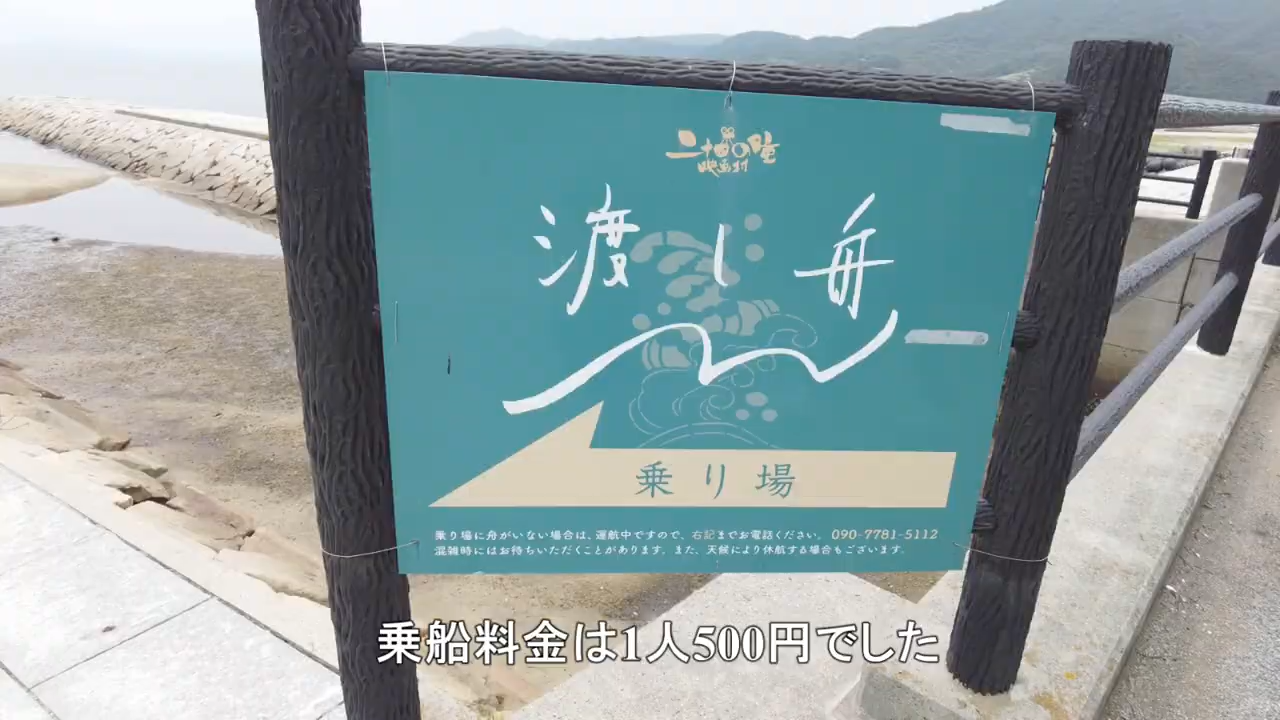 二十四の瞳
映画村
渡し舟
乗り場
乗り場に舟がいない場合は、運航中ですので、右記までお電話ください。 090-7781-5112
混雑時にはお待ちいただくことがあります。また、天候により休航する場合もございます。
乗船料金は1人500円でした